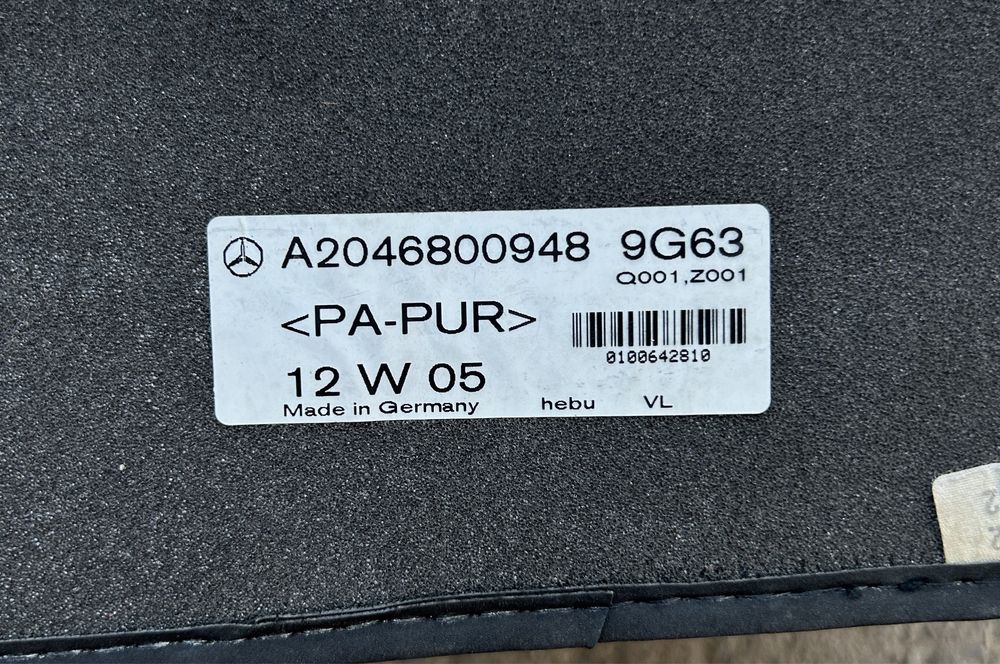 A2046800948 9G63
Q001,Z001
<PA-PUR>
0100642810
12 W 05
Made in Germany hebu VL